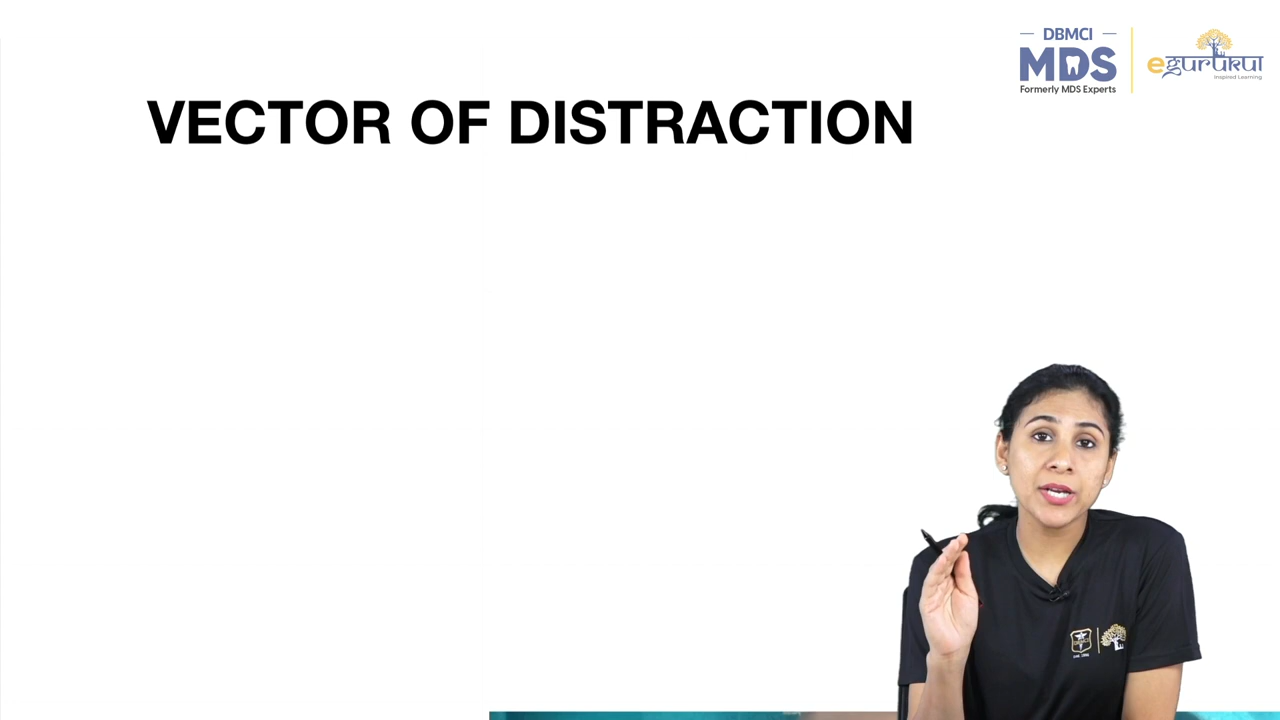 — DBMCI —
MDS
Formerly MDS Experts
egurukul
Inspired Learning
VECTOR OF DISTRACTION